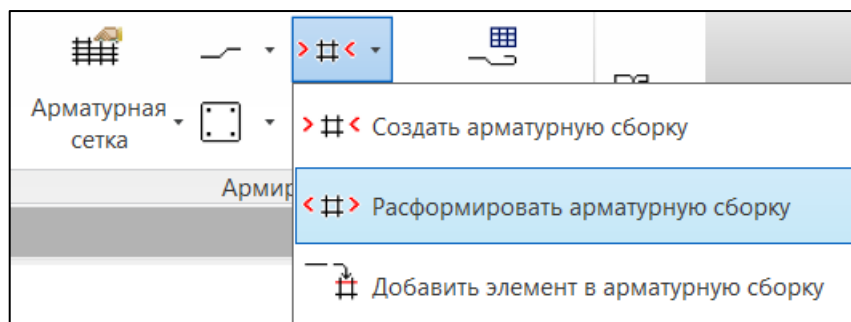 Арматурная
сетка
Создать арматурную сборку
Армир
Расформировать арматурную сборку
Добавить элемент в арматурную сборку